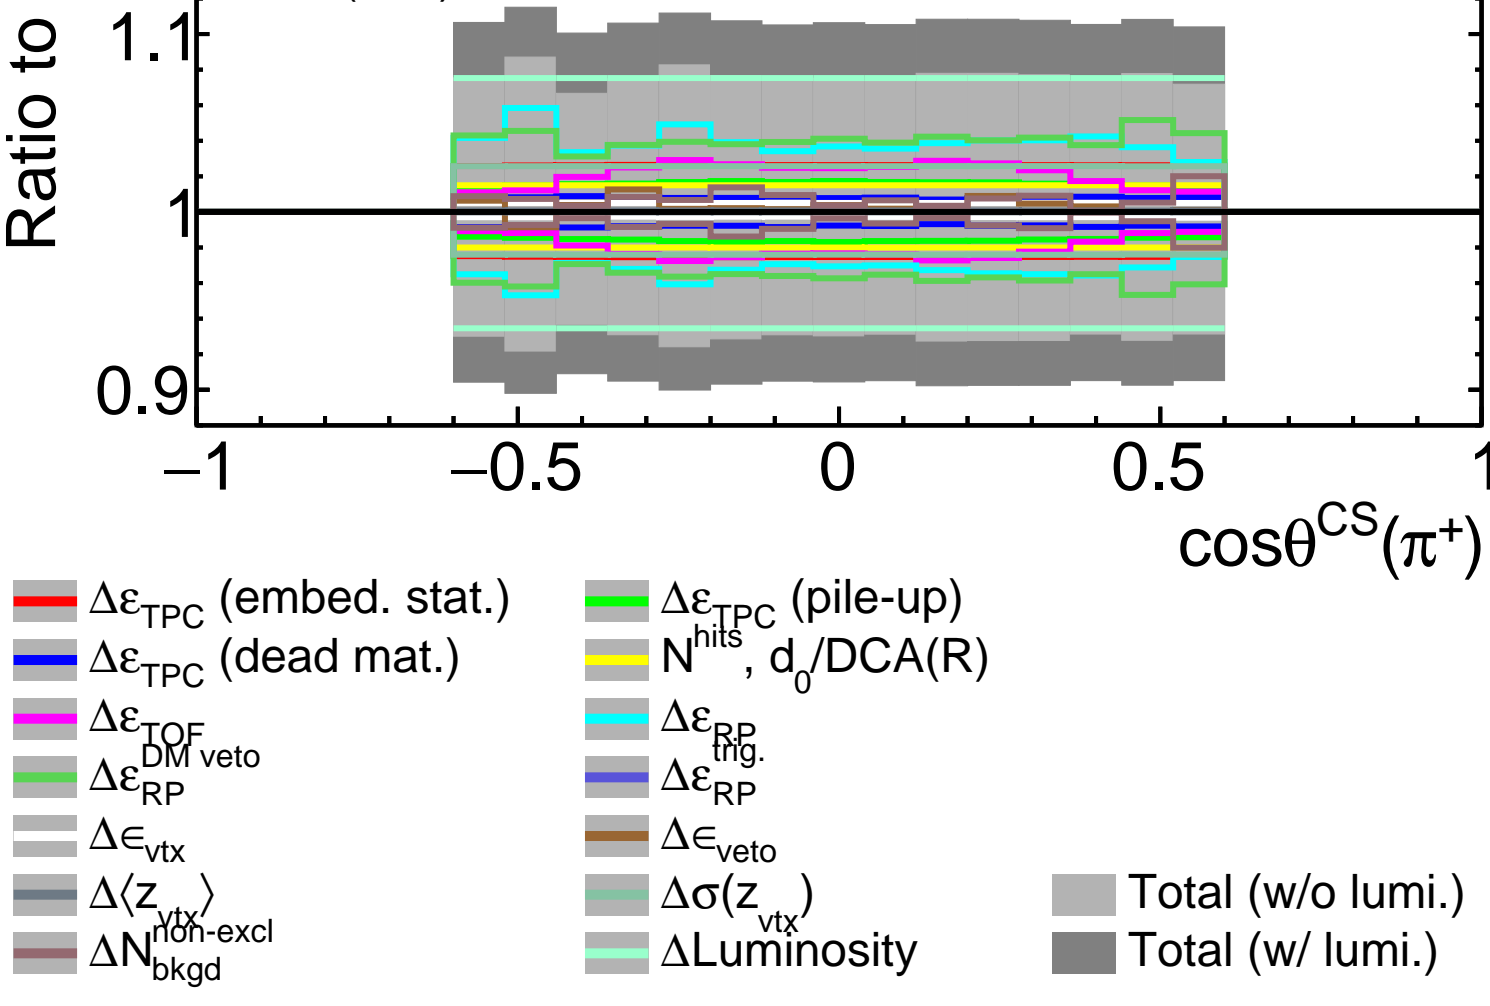 Ratio to
1.1
1
0.9
−1 −0.5 0 0.5 1
cosθ^CS(π⁺)
Δε_TPC (embed. stat.)
Δε_TPC (pile-up)
Δε_TPC (dead mat.)
N^hits, d_0/DCA(R)
Δε_TOF
Δε_RP
Δε_RP^DM veto
Δε_RP^trig.
Δ∈_vtx
Δ∈_veto
Δ⟨z_vtx⟩
Δσ(z_vtx)
Total (w/o lumi.)
ΔN_bkgd^non-excl
ΔLuminosity
Total (w/ lumi.)